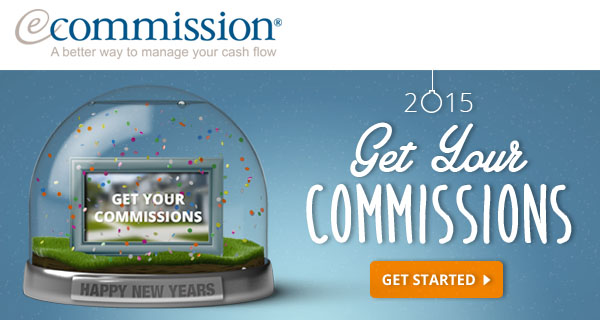 ecommission®
A better way to manage your cash flow
2015
Get Your
COMMISSIONS
GET YOUR
COMMISSIONS
HAPPY NEW YEARS
GET STARTED